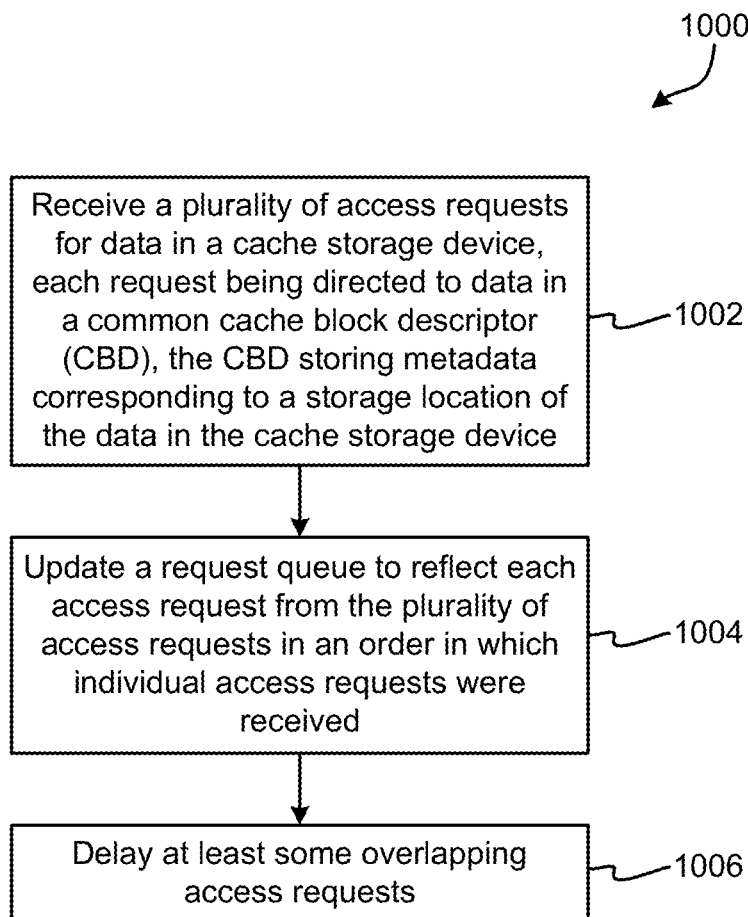 1000
Receive a plurality of access requests
for data in a cache storage device,
each request being directed to data in
a common cache block descriptor
(CBD), the CBD storing metadata
corresponding to a storage location of
the data in the cache storage device
1002
Update a request queue to reflect each
access request from the plurality of
access requests in an order in which
individual access requests were
received
1004
Delay at least some overlapping
access requests
1006